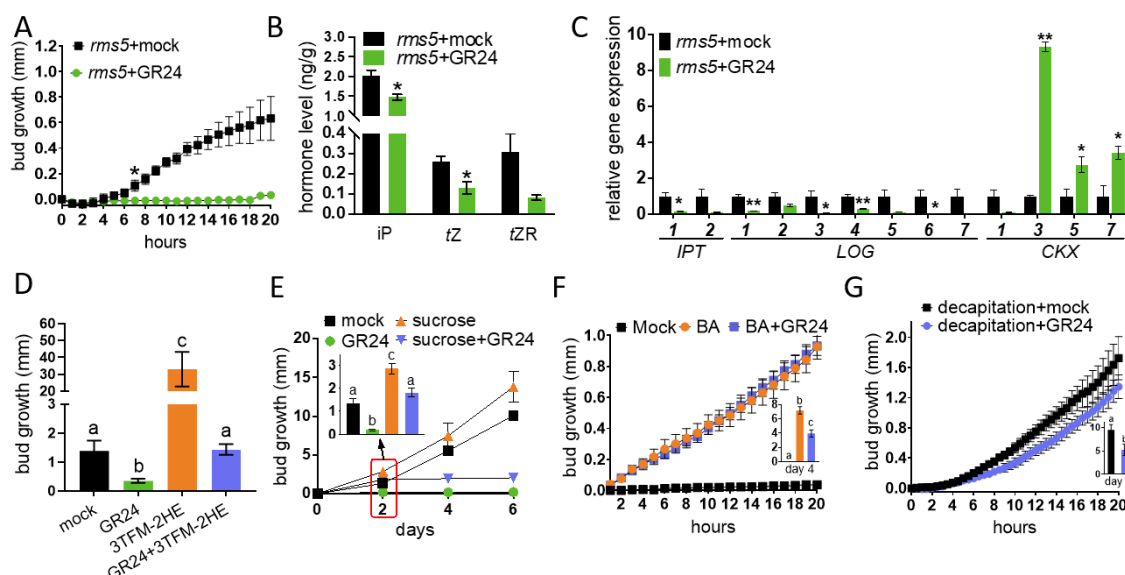 A
rms5+mock
rms5+GR24
bud growth (mm)
1.2
1.0
0.8
0.6
0.4
0.2
0.0
*
0 2 4 6 8 10 12 14 16 18 20
hours
B
rms5+mock
rms5+GR24
hormone level (ng/g)
3.0
2.5
2.0
1.5
1.0
0.4
0.3
0.2
0.1
0.0
*
*
iP tZ tZR
C
rms5+mock
rms5+GR24
relative gene expression
10
8
6
4
2
0
* ** * ** * ** * *
1 2 1 2 3 4 5 6 7 1 3 5 7
IPT LOG CKX
D
bud growth (mm)
60
50
40
30
20
3
2
1
0
a b c a
mock
GR24
3TFM-2HE
GR24+3TFM-2HE
E
mock sucrose
GR24 sucrose+GR24
bud growth (mm)
20
15
10
5
0
3
2
1
0
a b c a
0 2 4 6
days
F
Mock BA BA+GR24
bud growth (mm)
1.0
0.8
0.6
0.4
0.2
0.0
8
6
4
2
0
a b c
day 4
0 2 4 6 8 10 12 14 16 18 20
hours
G
decapitation+mock
decapitation+GR24
bud growth (mm)
2.0
1.6
1.2
0.8
0.4
0.0
10
5
0
a
b
day
0 2 4 6 8 10 12 14 16 18 20
hours